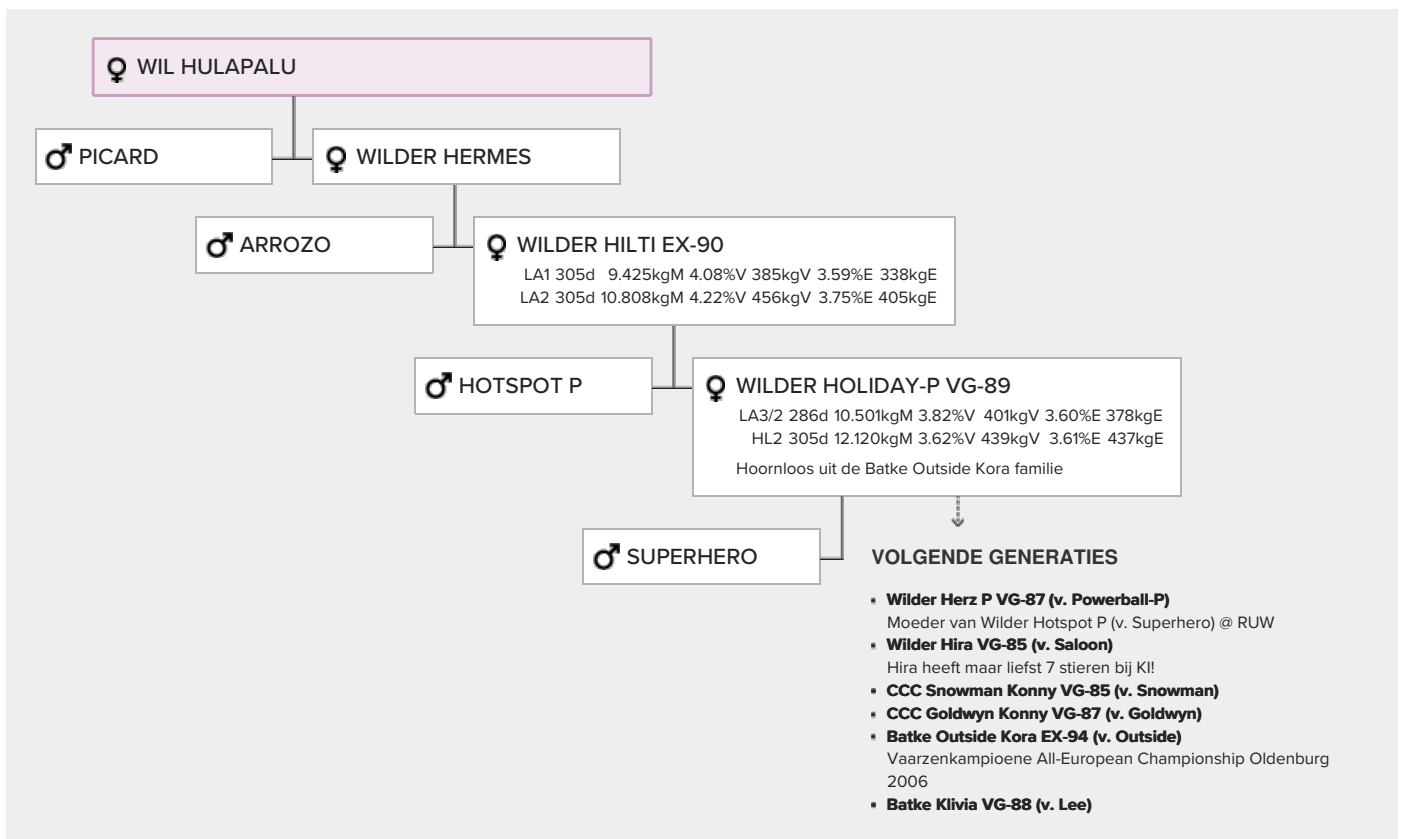 WIL HULAPALU
PICARD
WILDER HERMES
ARROZO
WILDER HILTI EX-90
LA1 305d 9.425kgM 4.08%V 385kgV 3.59%E 338kgE
LA2 305d 10.808kgM 4.22%V 456kgV 3.75%E 405kgE
HOTSPOT P
WILDER HOLIDAY-P VG-89
LA3/2 286d 10.501kgM 3.82%V 401kgV 3.60%E 378kgE
HL2 305d 12.120kgM 3.62%V 439kgV 3.61%E 437kgE
Hoornloos uit de Batke Outside Kora familie
SUPERHERO
VOLGENDE GENERATIES
Wilder Herz P VG-87 (v. Powerball-P)
Moeder van Wilder Hotspot P (v. Superhero) @ RUW
Wilder Hira VG-85 (v. Saloon)
Hira heeft maar liefst 7 stieren bij KI!
CCC Snowman Konny VG-85 (v. Snowman)
CCC Goldwyn Konny VG-87 (v. Goldwyn)
Batke Outside Kora EX-94 (v. Outside)
Vaarzenkampioene All-European Championship Oldenburg
2006
Batke Klivia VG-88 (v. Lee)